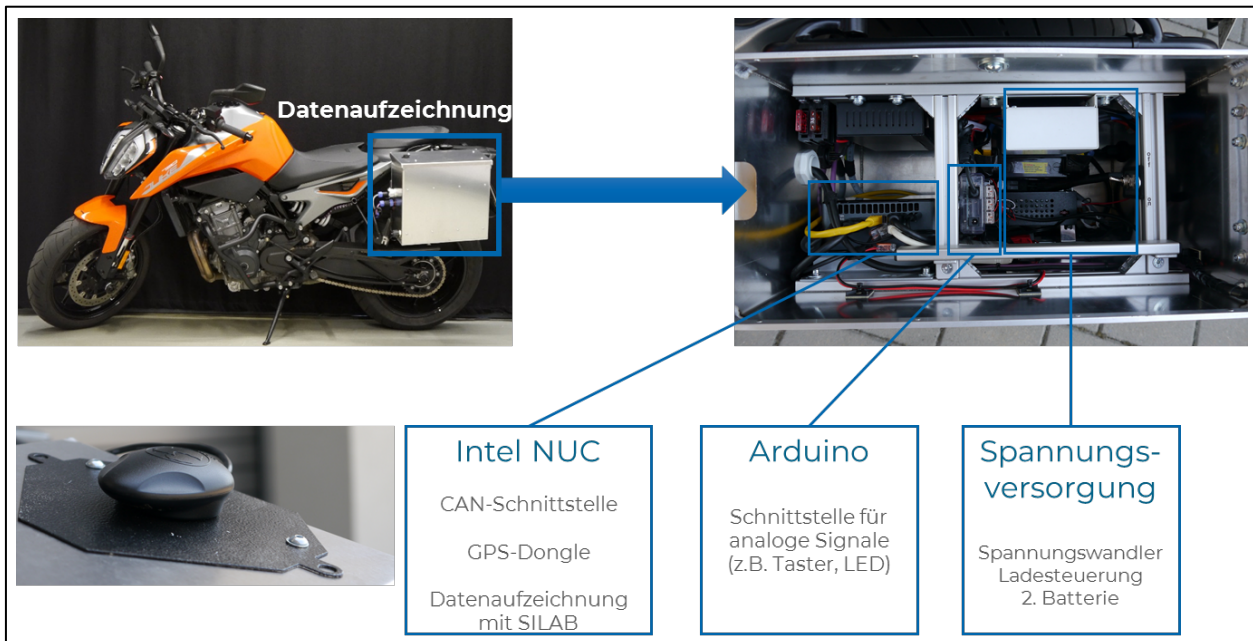 Datenaufzeichnung
Intel NUC
CAN-Schnittstelle
GPS-Dongle
Datenaufzeichnung
mit SILAB
Arduino
Schnittstelle für
analoge Signale
(z.B. Taster, LED)
Spannungs-
versorgung
Spannungswandler
Ladesteuerung
2. Batterie